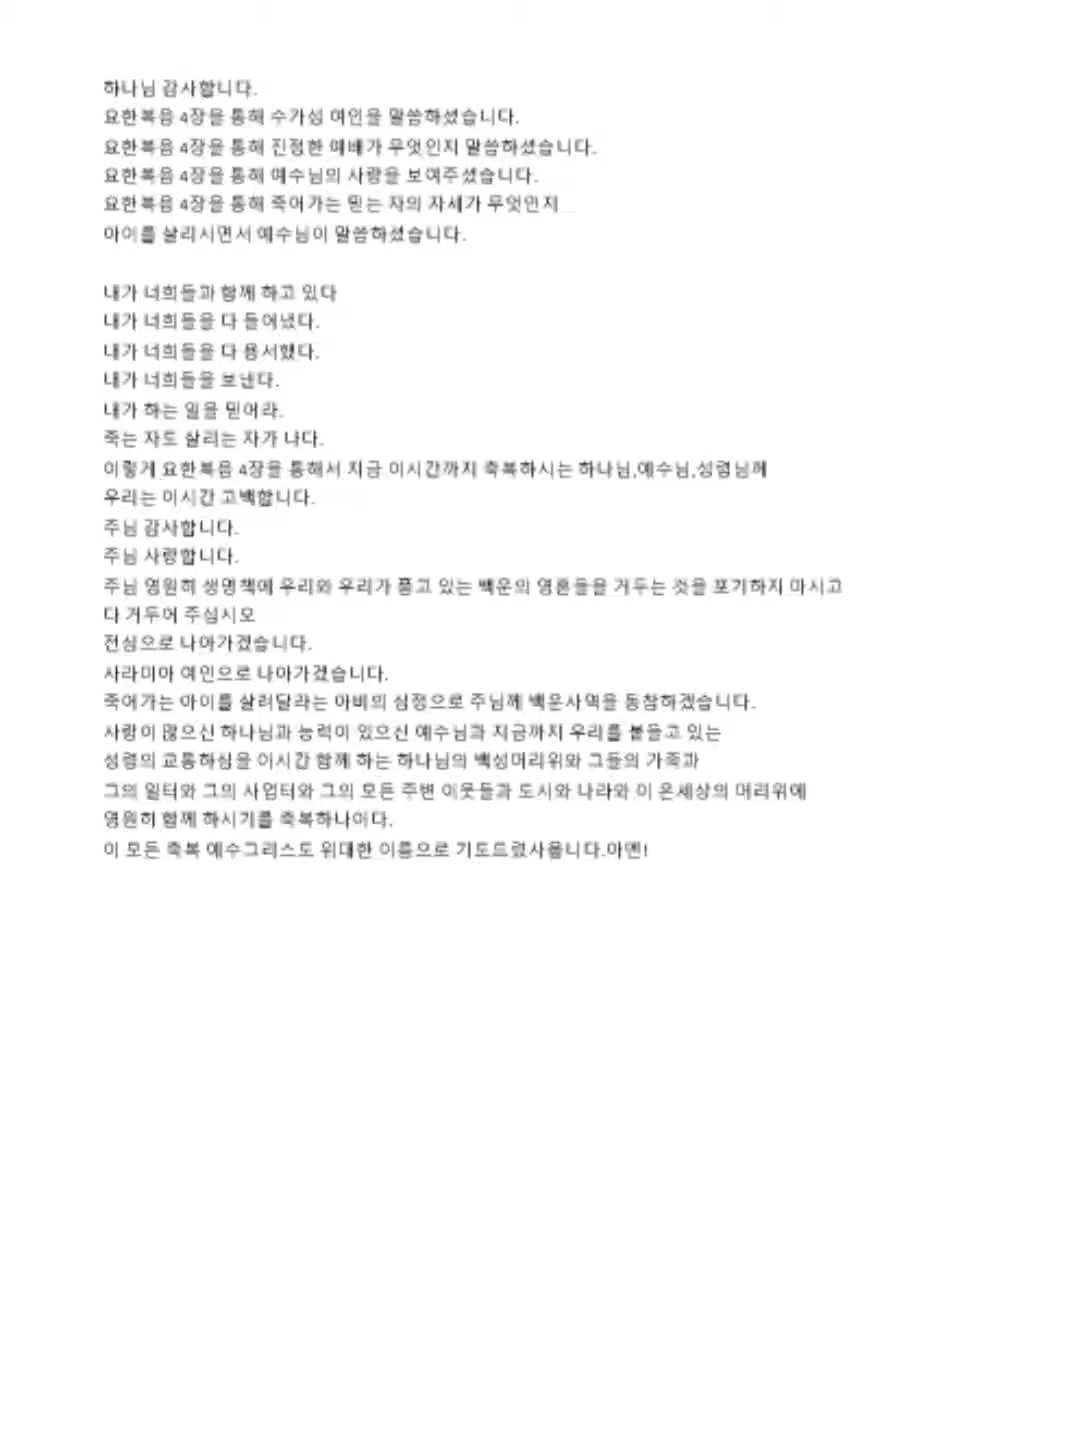 하나님 감사합니다.
요한복음 4장을 통해 수가성 여인을 말씀하셨습니다.
요한복음 4장을 통해 진정한 예배가 무엇인지 말씀하셨습니다.
요한복음 4장을 통해 예수님의 사랑을 보여주셨습니다.
요한복음 4장을 통해 죽어가는 믿는 자의 자세가 무엇인지
아이를 살리시면서 예수님이 말씀하셨습니다.
내가 너희들과 함께 하고 있다
내가 너희들을 다 들어냈다.
내가 너희들을 다 용서했다.
내가 너희들을 보낸다.
내가 하는 일을 믿어라.
죽는 자도 살리는 자가 나다.
이렇게 요한복음 4장을 통해서 지금 이시간까지 축복하시는 하나님,예수님,성령님께
우리는 이시간 고백합니다.
주님 감사합니다.
주님 사랑합니다.
주님 영원히 생명책에 우리와 우리가 품고 있는 백운의 영혼들을 거두는 것을 포기하지 마시고
다 거두어 주십시오
전심으로 나아가겠습니다.
사라미아 여인으로 나아가겠습니다.
죽어가는 아이를 살려달라는 아비의 심정으로 주님께 백운사역을 동참하겠습니다.
사랑이 많으신 하나님과 능력이 있으신 예수님과 지금까지 우리를 붙들고 있는
성령의 교통하심을 이시간 함께 하는 하나님의 백성머리위와 그들의 가족과
그의 일터와 그의 사업터와 그의 모든 주변 이웃들과 도시와 나라와 이 온세상의 머리위에
영원히 함께 하시기를 축복하나이다.
이 모든 축복 예수그리스도 위대한 이름으로 기도드렸사옵니다.아멘!